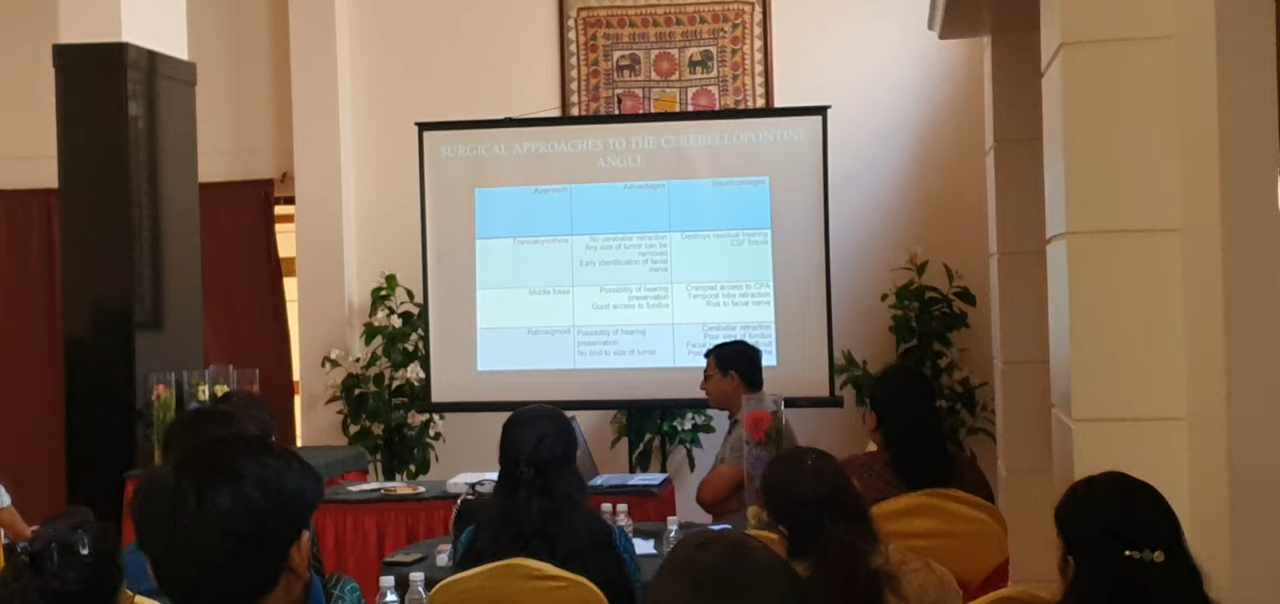 SURGICAL APPROACHES TO THE CEREBELLOPONTINE
ANGLE
Approach
Advantages
Disadvantages
Translabyrinthine
No cerebellar retraction
Any size of tumor can be
removed
Early identification of facial
nerve
Destroys residual hearing
CSF fistula
Middle fossa
Possibility of hearing
preservation
Good access to fundus
Cramped access to CPA
Temporal lobe retraction
Risk to facial nerve
Retrosigmoid
Possibility of hearing
preservation
No limit to size of tumor
Cerebellar retraction
Poor view of fundus
Facial